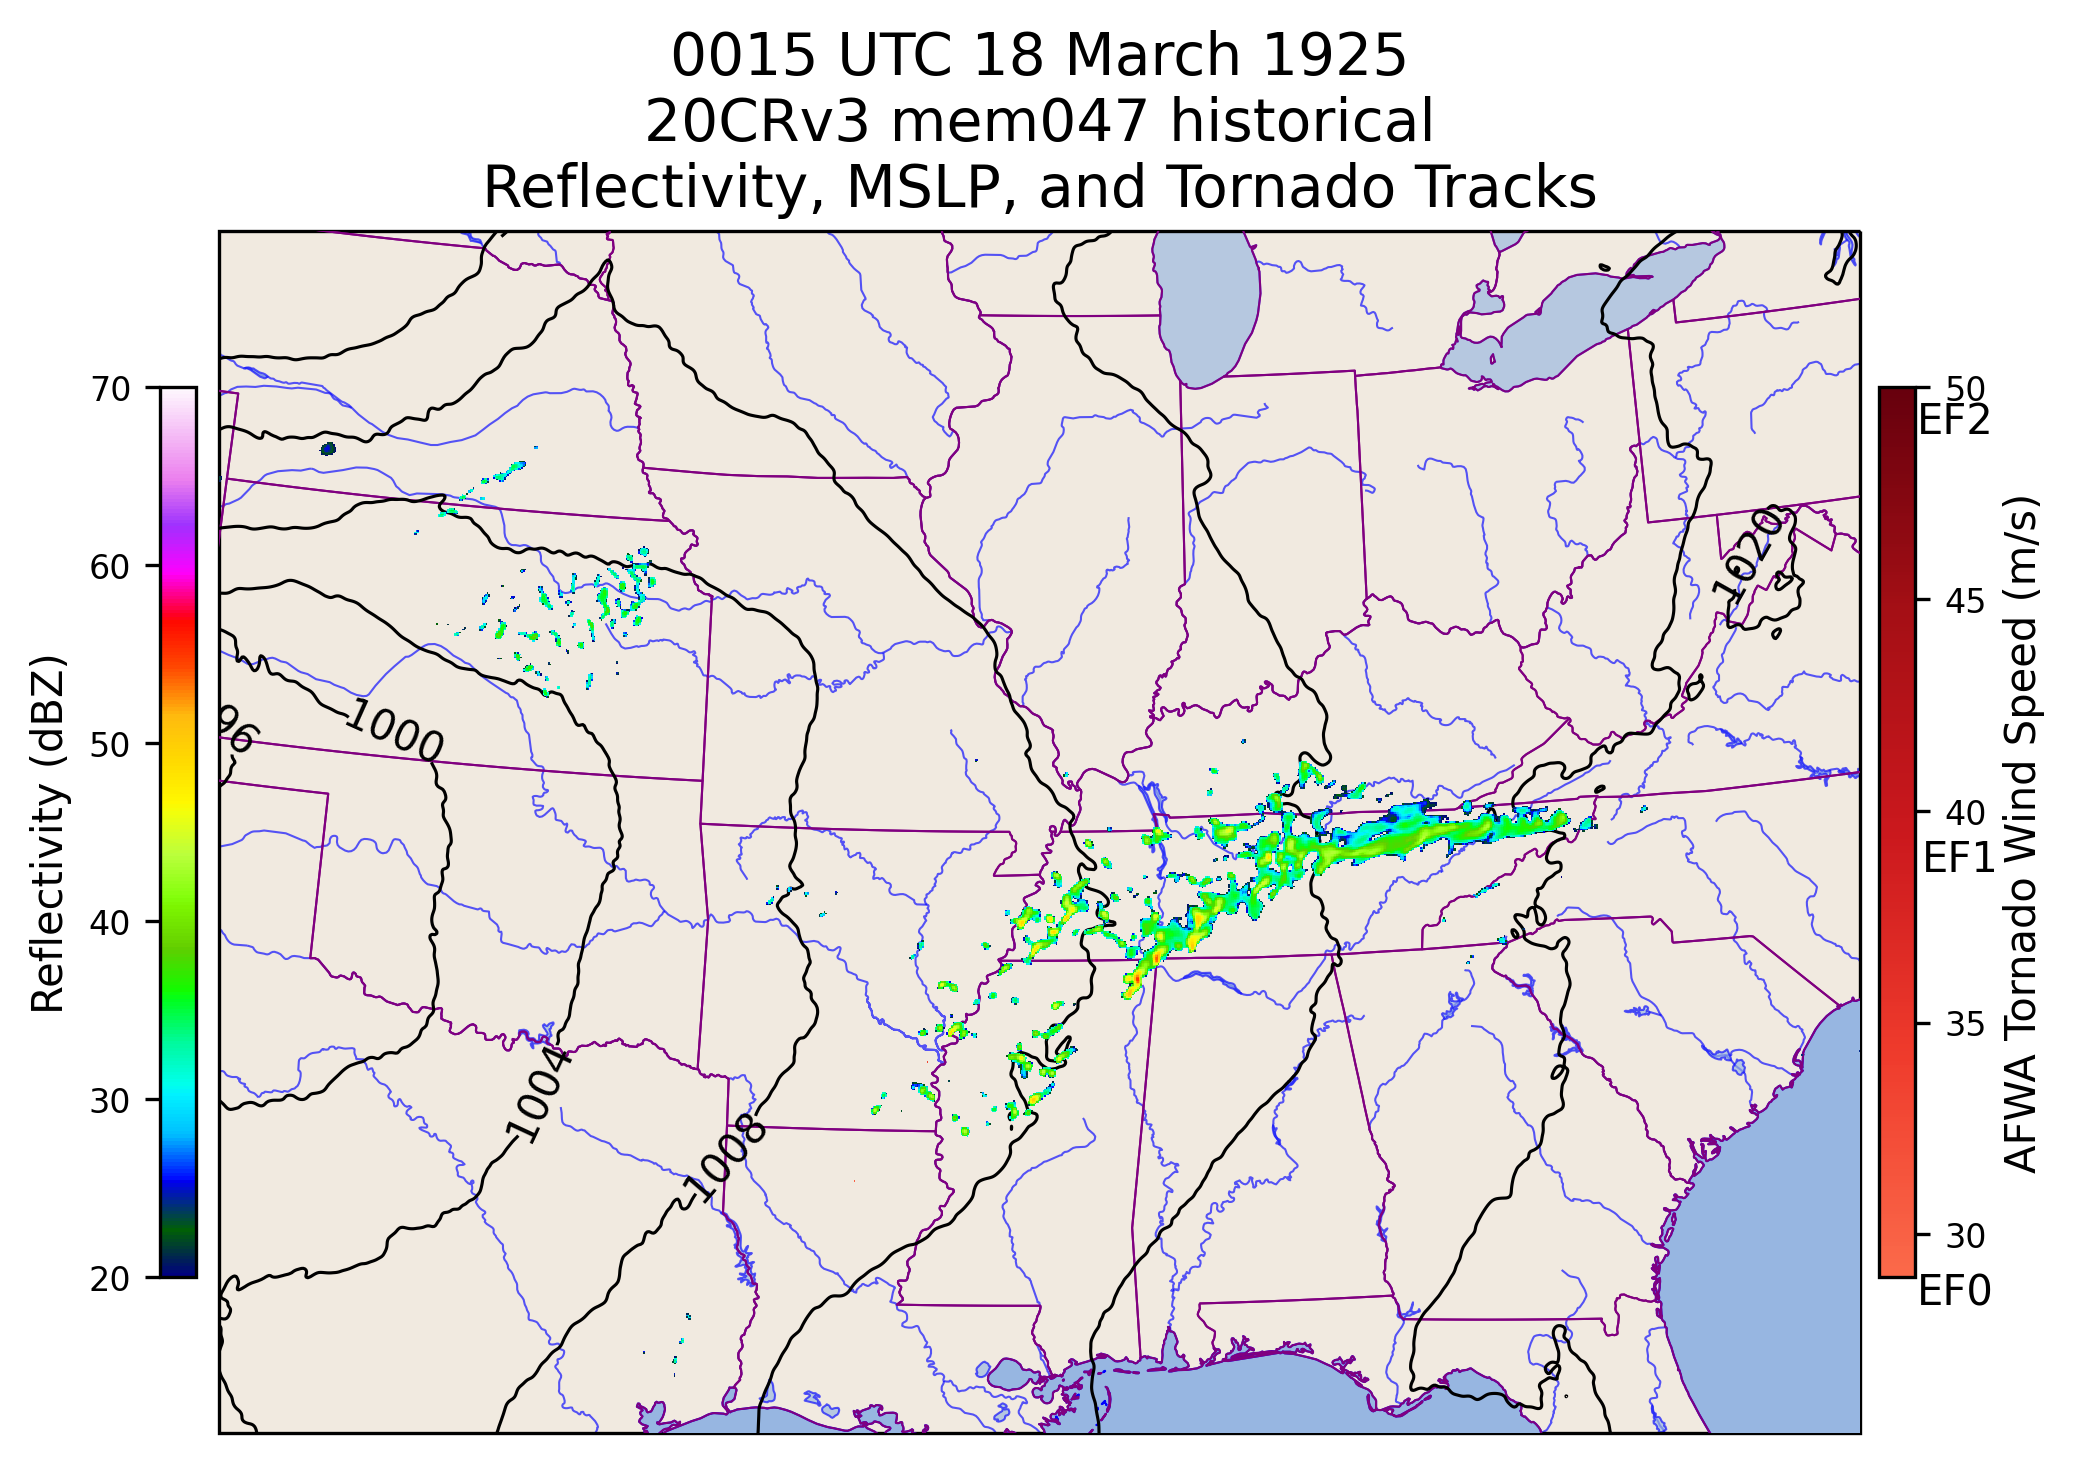 0015 UTC 18 March 1925
20CRv3 mem047 historical
Reflectivity, MSLP, and Tornado Tracks
70
60
50
40
30
20
Reflectivity (dBZ)
1020
1000
96
1004
1008
50
EF2
45
40
EF1
35
30
EF0
AFWA Tornado Wind Speed (m/s)